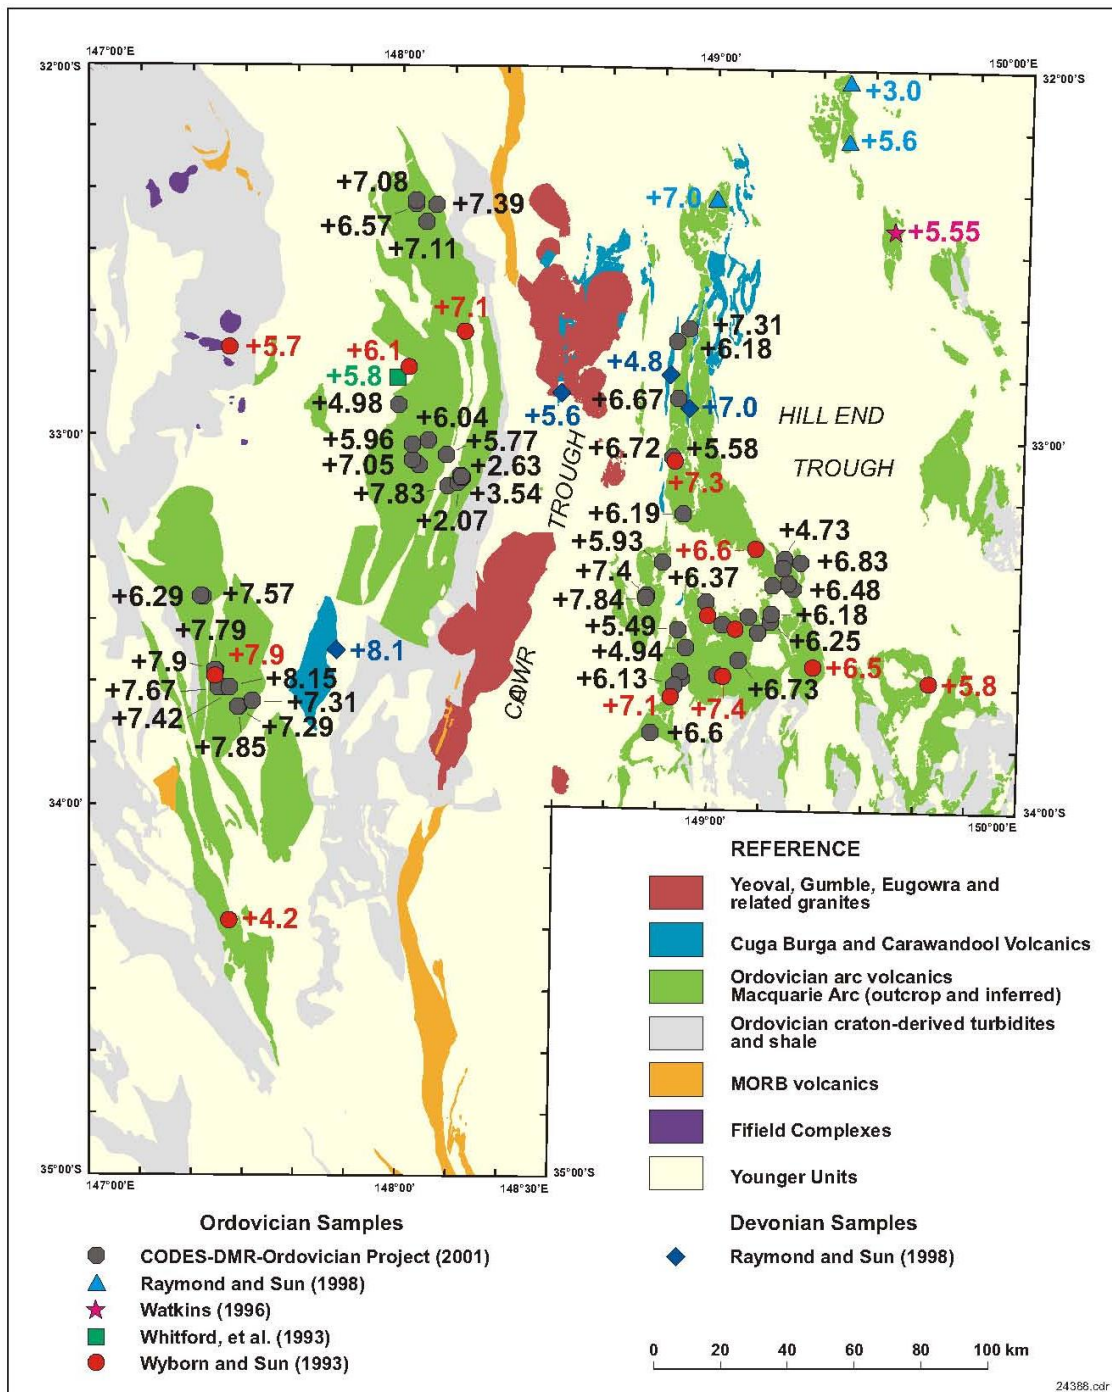 147°00'E
148°00'
149°00'
150°00'E
32°00'S
32°00'S
+3.0
+5.6
+7.08
+7.39
+7.0
+6.57
+7.11
+5.55
+7.1
+7.31
+5.7
+6.1
+6.18
+5.8
+4.8
+4.98
+6.04
+5.6
+6.67
+7.0
HILL END
33°00'
+5.96
+5.77
+6.72
+5.58
33°00'
+7.05
+2.63
TROUGH
+7.83
+3.54
TROUGH
+7.3
+2.07
+6.19
+4.73
+5.93
+6.6
+6.83
+7.4
+6.37
+6.29
+7.57
+7.84
+6.48
+7.79
+5.49
+6.18
+7.9
+7.9
+8.1
+4.94
+6.25
+7.67
+8.15
+6.13
+6.73
+6.5
+5.8
+7.42
+7.31
+7.1
+7.4
+7.29
+7.85
+6.6
34°00'
34°00'S
149°00'
150°00'E
+4.2
35°00'S
35°00'S
147°00'E
148°00'
148°30'E
REFERENCE
Yeoval, Gumble, Eugowra and
related granites
Cuga Burga and Carawandool Volcanics
Ordovician arc volcanics
Macquarie Arc (outcrop and inferred)
Ordovician craton-derived turbidites
and shale
MORB volcanics
Fifield Complexes
Younger Units
Ordovician Samples
CODES-DMR-Ordovician Project (2001)
Raymond and Sun (1998)
Watkins (1996)
Whitford, et al. (1993)
Wyborn and Sun (1993)
Devonian Samples
Raymond and Sun (1998)
0 20 40 60 80 100 km
24386.cdr